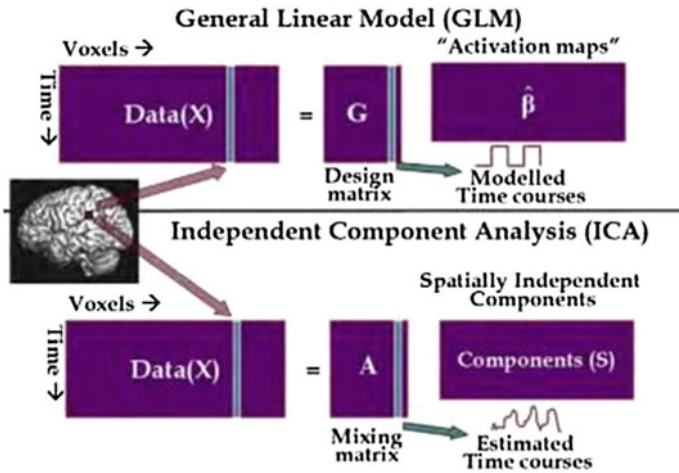 General Linear Model (GLM)
Voxels →
"Activation maps"
Time →
Data(X)
=
G
β̂
Design
matrix
Modelled
Time courses
Independent Component Analysis (ICA)
Voxels →
Spatially Independent
Components
Time →
Data(X)
=
A
Components (S)
Mixing
matrix
Estimated
Time courses